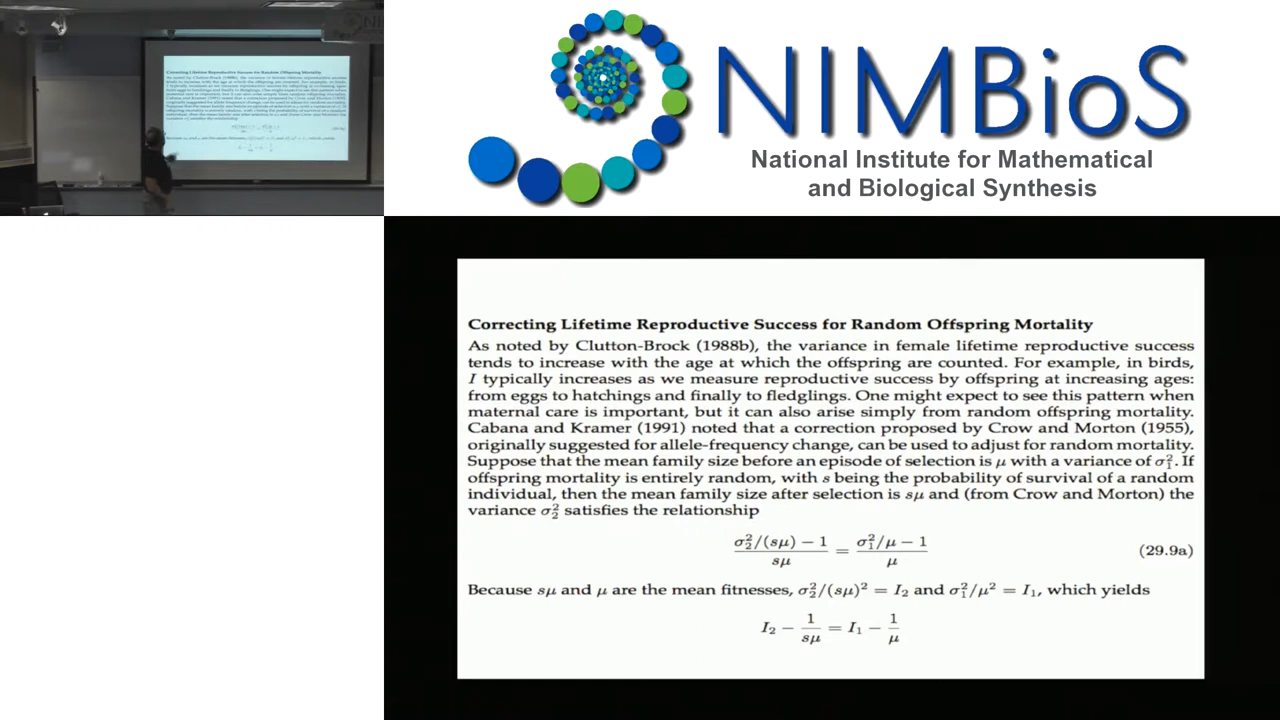 NIMBioS
National Institute for Mathematical
and Biological Synthesis
Correcting Lifetime Reproductive Success for Random Offspring Mortality
As noted by Clutton-Brock (1988b), the variance in female lifetime reproductive success
tends to increase with the age at which the offspring are counted. For example, in birds,
I typically increases as we measure reproductive success by offspring at increasing ages:
from eggs to hatchings and finally to fledglings. One might expect to see this pattern when
maternal care is important, but it can also arise simply from random offspring mortality.
Cabana and Kramer (1991) noted that a correction proposed by Crow and Morton (1955),
originally suggested for allele-frequency change, can be used to adjust for random mortality.
Suppose that the mean family size before an episode of selection is μ with a variance of σ₁². If
offspring mortality is entirely random, with s being the probability of survival of a random
individual, then the mean family size after selection is sμ and (from Crow and Morton) the
variance σ₂² satisfies the relationship
(σ₂²/(sμ) − 1)/(sμ) = (σ₁²/μ − 1)/μ (29.9a)
Because sμ and μ are the mean fitnesses, σ₂²/(sμ)² = I₂ and σ₁²/μ² = I₁, which yields
I₂ − 1/(sμ) = I₁ − 1/μ